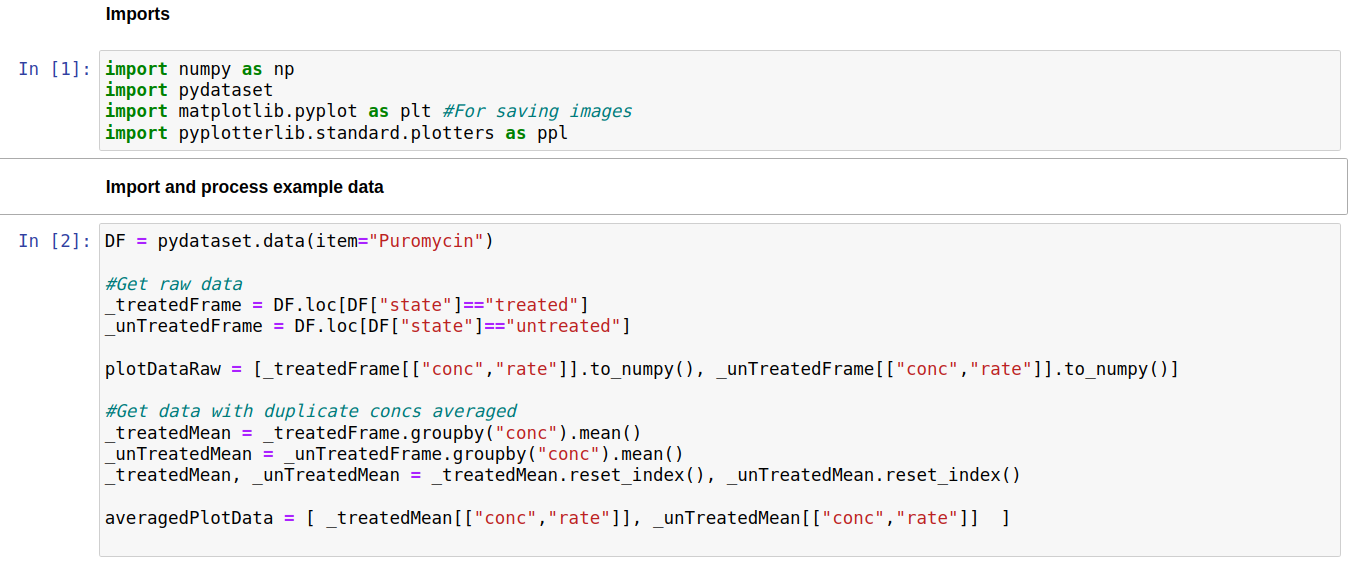 Imports
In [1]:
import numpy as np
import pydataset
import matplotlib.pyplot as plt #For saving images
import pyplotterlib.standard.plotters as ppl
Import and process example data
In [2]:
DF = pydataset.data(item="Puromycin")
#Get raw data
_treatedFrame = DF.loc[DF["state"]=="treated"]
_unTreatedFrame = DF.loc[DF["state"]=="untreated"]
plotDataRaw = [_treatedFrame[["conc","rate"]].to_numpy(), _unTreatedFrame[["conc","rate"]].to_numpy()]
#Get data with duplicate concs averaged
_treatedMean = _treatedFrame.groupby("conc").mean()
_unTreatedMean = _unTreatedFrame.groupby("conc").mean()
_treatedMean, _unTreatedMean = _treatedMean.reset_index(), _unTreatedMean.reset_index()
averagedPlotData = [ _treatedMean[["conc","rate"]], _unTreatedMean[["conc","rate"]]  ]